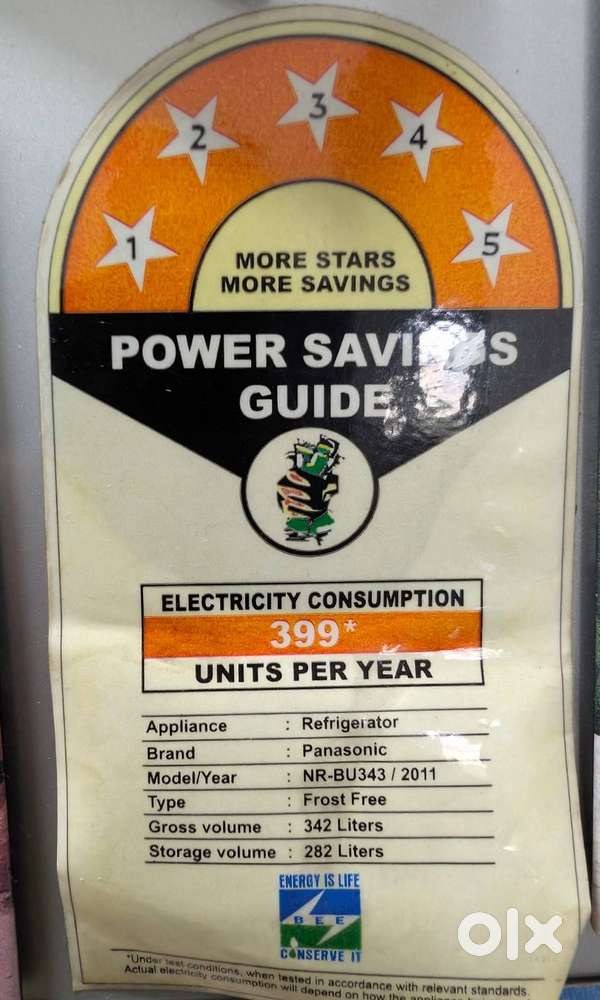 1 2 3 4 5
MORE STARS
MORE SAVINGS
POWER SAVINGS
GUIDE
ELECTRICITY CONSUMPTION
399*
UNITS PER YEAR
Appliance : Refrigerator
Brand : Panasonic
Model/Year : NR-BU343 / 2011
Type : Frost Free
Gross volume : 342 Liters
Storage volume : 282 Liters
ENERGY IS LIFE
BEE
CONSERVE IT
*Under test conditions, when tested in accordance with relevant standards.
Actual electricity consumption will depend on how the
olx